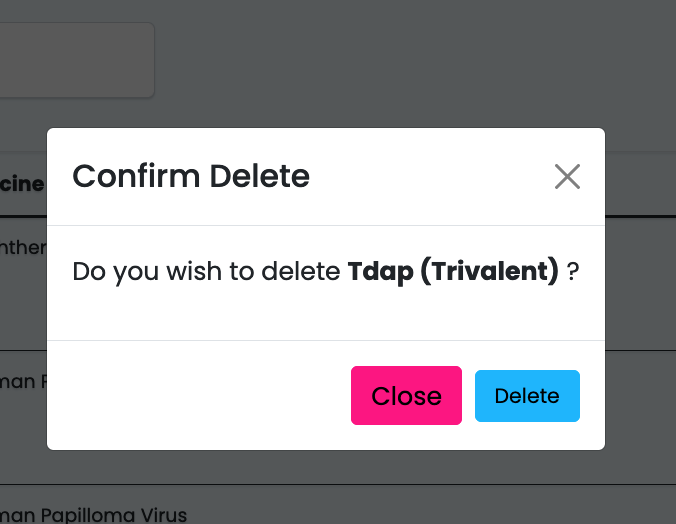 Confirm Delete
cine
nther
Do you wish to delete Tdap (Trivalent) ?
man F
Close
Delete
man Papilloma Virus